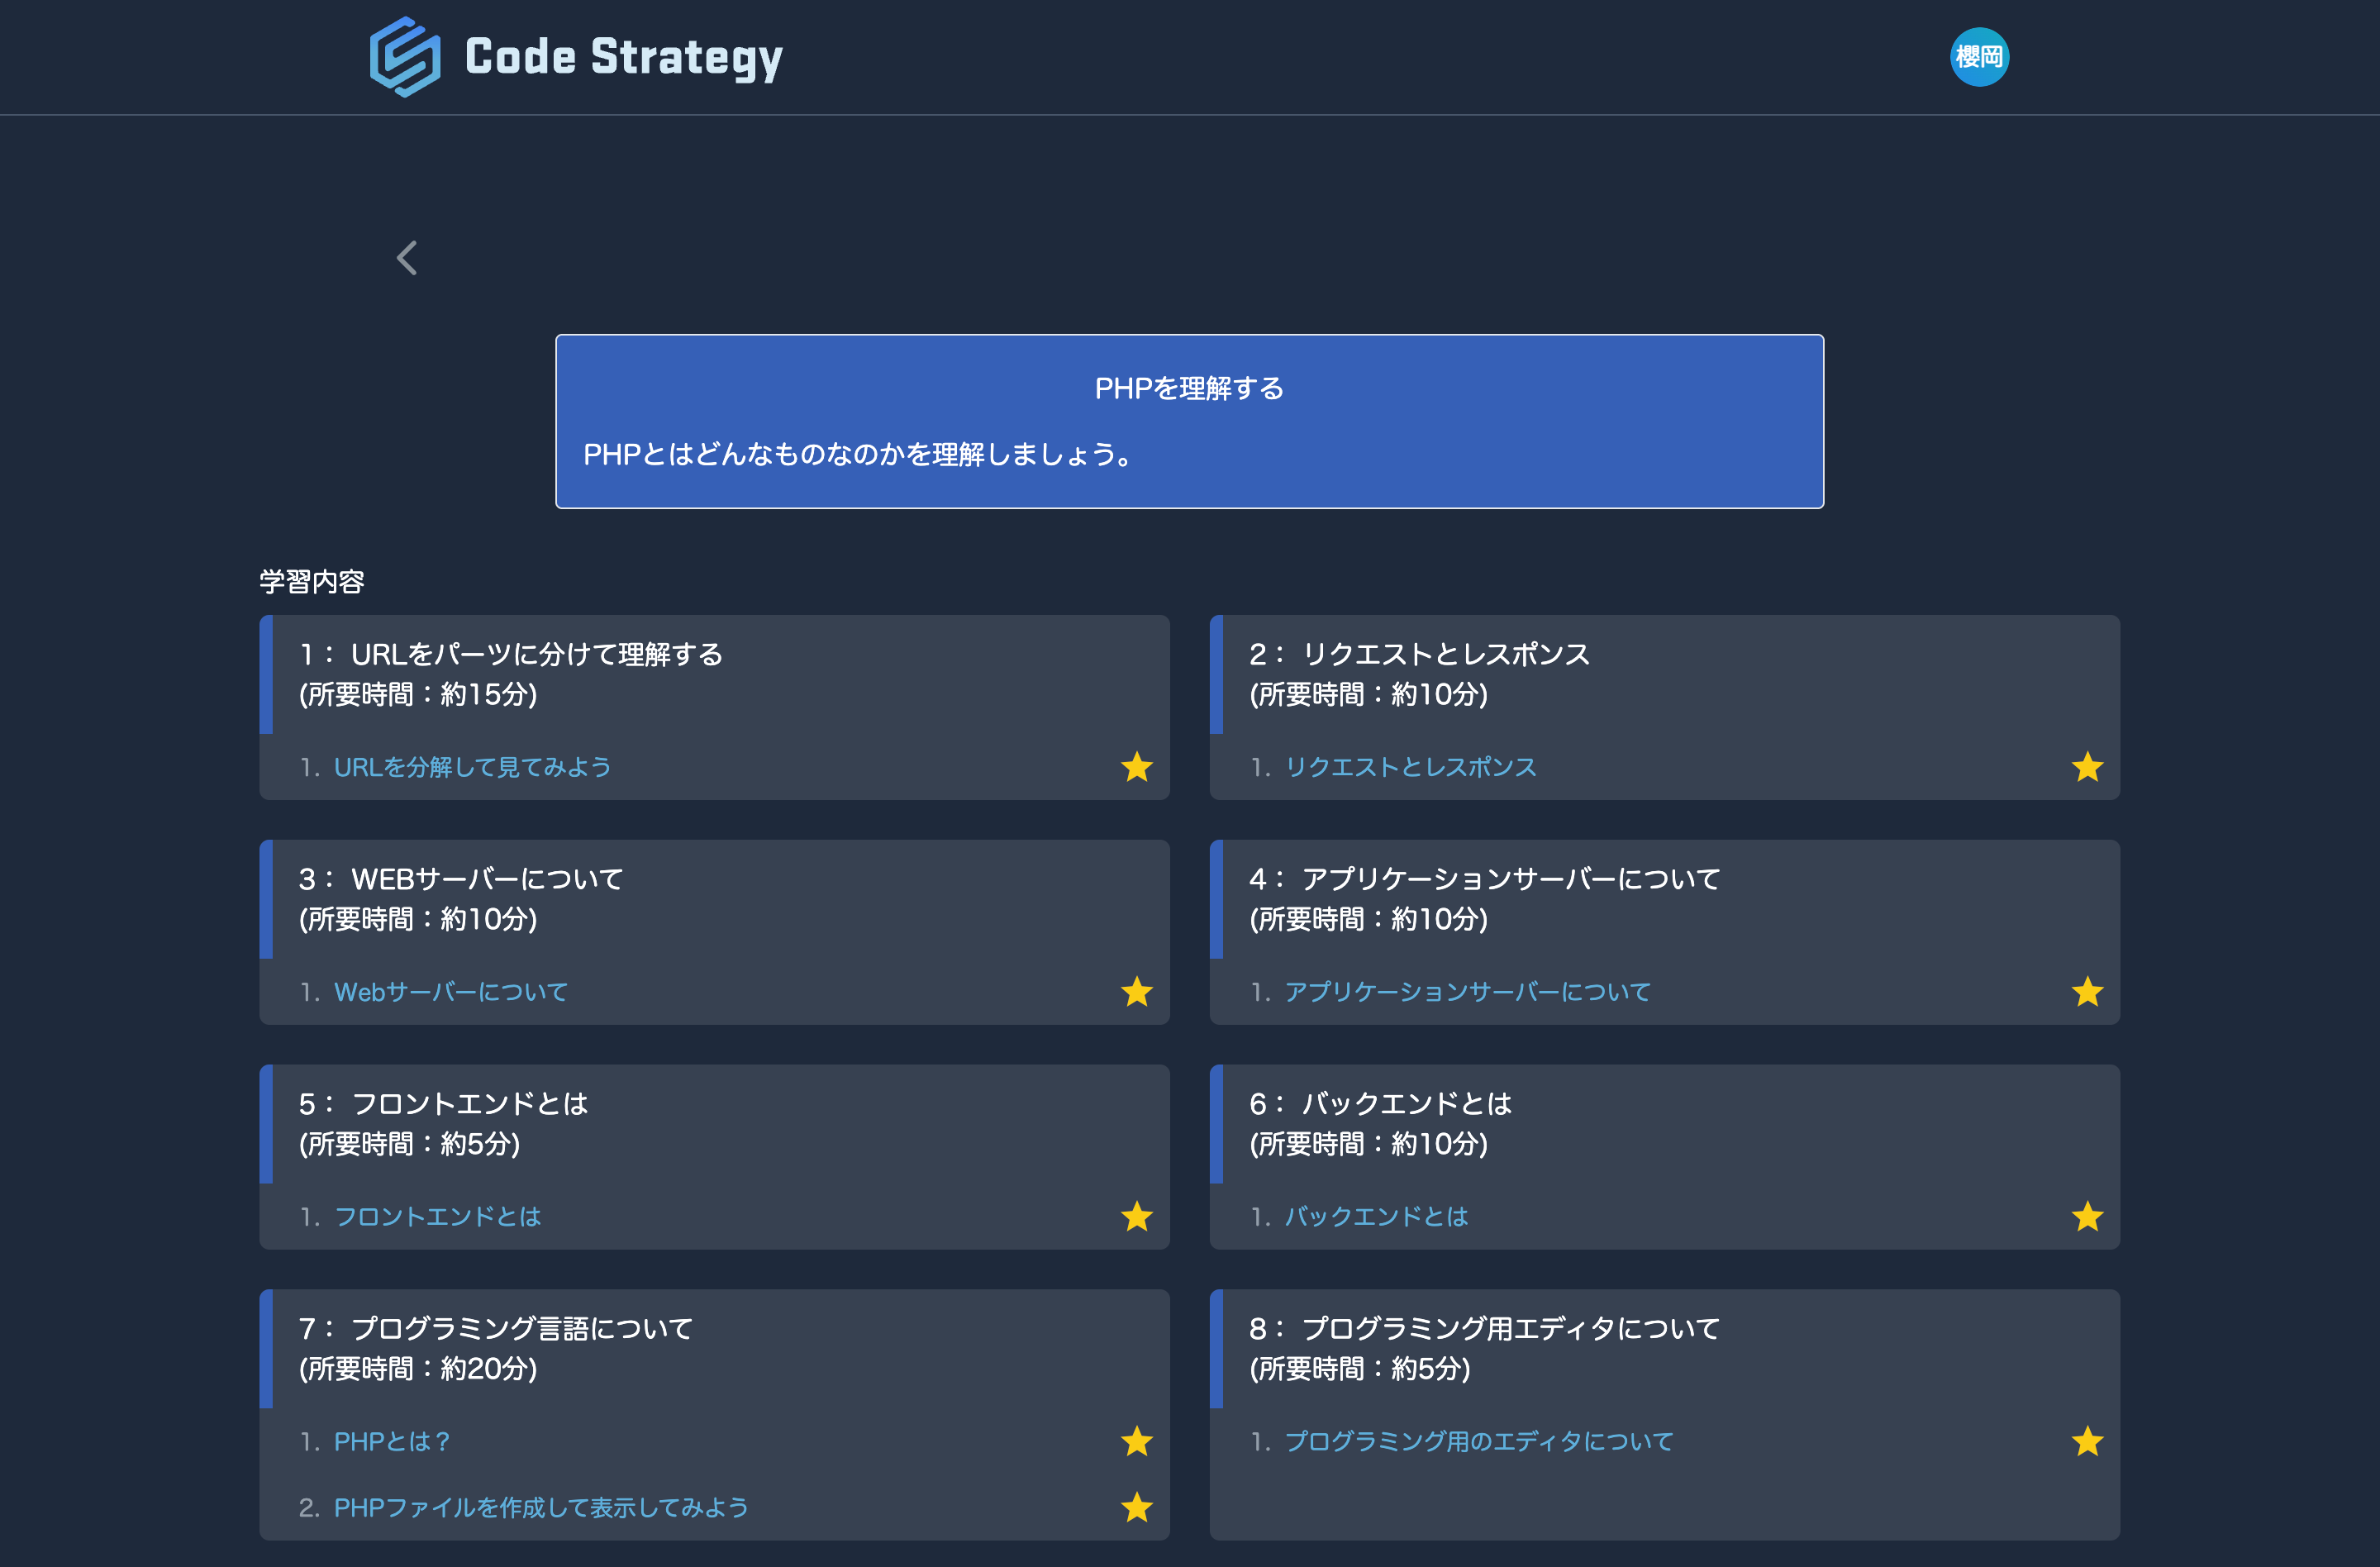 Code Strategy
櫻岡
PHPを理解する
PHPとはどんなものなのかを理解しましょう。
学習内容
1： URLをパーツに分けて理解する
(所要時間：約15分)
1. URLを分解して見てみよう
2： リクエストとレスポンス
(所要時間：約10分)
1. リクエストとレスポンス
3： WEBサーバーについて
(所要時間：約10分)
1. Webサーバーについて
4： アプリケーションサーバーについて
(所要時間：約10分)
1. アプリケーションサーバーについて
5： フロントエンドとは
(所要時間：約5分)
1. フロントエンドとは
6： バックエンドとは
(所要時間：約10分)
1. バックエンドとは
7： プログラミング言語について
(所要時間：約20分)
1. PHPとは？
2. PHPファイルを作成して表示してみよう
8： プログラミング用エディタについて
(所要時間：約5分)
1. プログラミング用のエディタについて